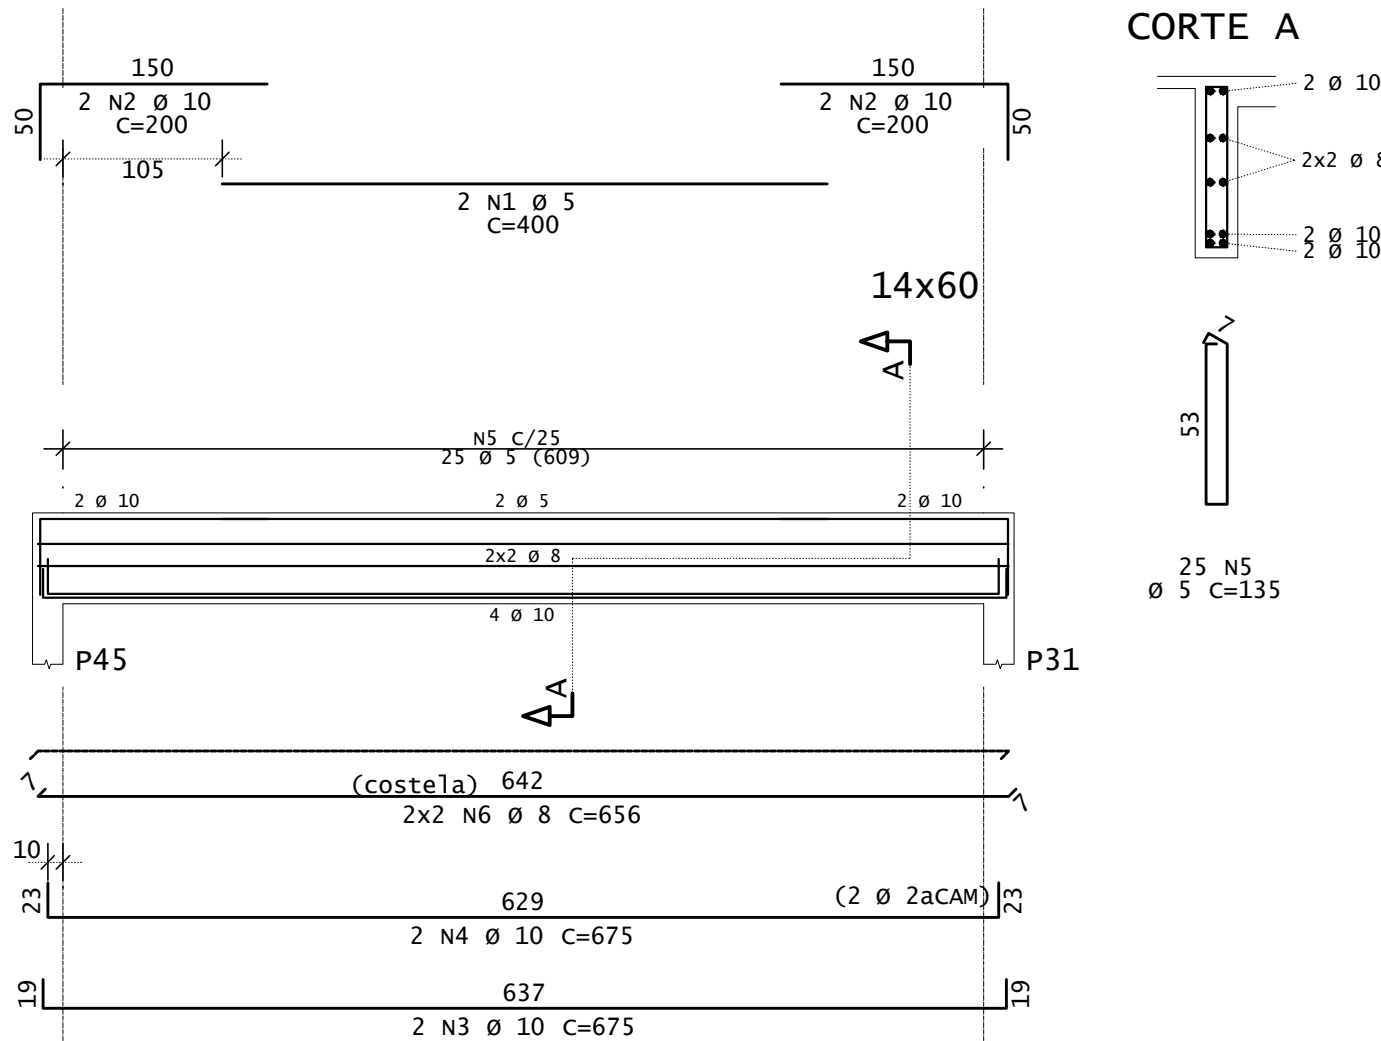 CORTE A
150
2 N2 Ø 10
C=200
50
105
150
2 N2 Ø 10
C=200
50
2 N1 Ø 5
C=400
2 Ø 10
2x2 Ø 8
2 Ø 10
2 Ø 10
14x60
A
7
53
25 N5
Ø 5 C=135
N5 C/25
25 Ø 5 (609)
2 Ø 10
2 Ø 5
2 Ø 10
2x2 Ø 8
4 Ø 10
P45
P31
A
7
(costela) 642
7
2x2 N6 Ø 8 C=656
10
23
629
(2 Ø 2aCAM)
23
2 N4 Ø 10 C=675
19
637
19
2 N3 Ø 10 C=675